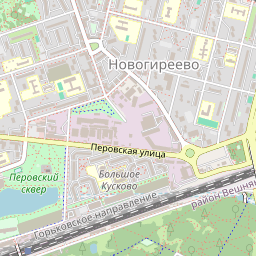 Новогиреево
Перовская улица
Перовский
сквер
Большое
Кусково
Горьковское направление
район Вешня